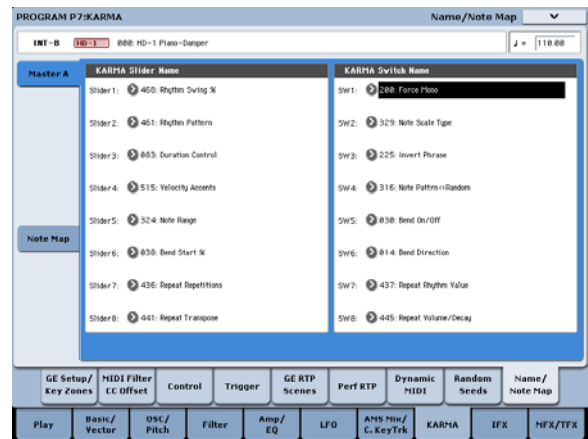 PROGRAM P7:KARMA Name/Note Map
INT-B HD-1 000: HD-1 Piano-Damper ♩ = 110.00
Master A
Note Map
KARMA Slider Name
Slider1: 460: Rhythm Swing %
Slider2: 461: Rhythm Pattern
Slider3: 083: Duration Control
Slider4: 515: Velocity Accents
Slider5: 324: Note Range
Slider6: 030: Bend Start %
Slider7: 436: Repeat Repetitions
Slider8: 441: Repeat Transpose
KARMA Switch Name
SW1: 200: Force Mono
SW2: 329: Note Scale Type
SW3: 225: Invert Phrase
SW4: 316: Note Pattrn<>Random
SW5: 030: Bend On/Off
SW6: 014: Bend Direction
SW7: 437: Repeat Rhythm Value
SW8: 445: Repeat Volume/Decay
GE Setup/ Key Zones
MIDI Filter CC Offset
Control
Trigger
GE RTP Scenes
Perf RTP
Dynamic MIDI
Random Seeds
Name/ Note Map
Play
Basic/ Vector
OSC/ Pitch
Filter
Amp/ EQ
LFO
AMS Mix/ C.KeyTrk
KARMA
IFX
MFX/TFX